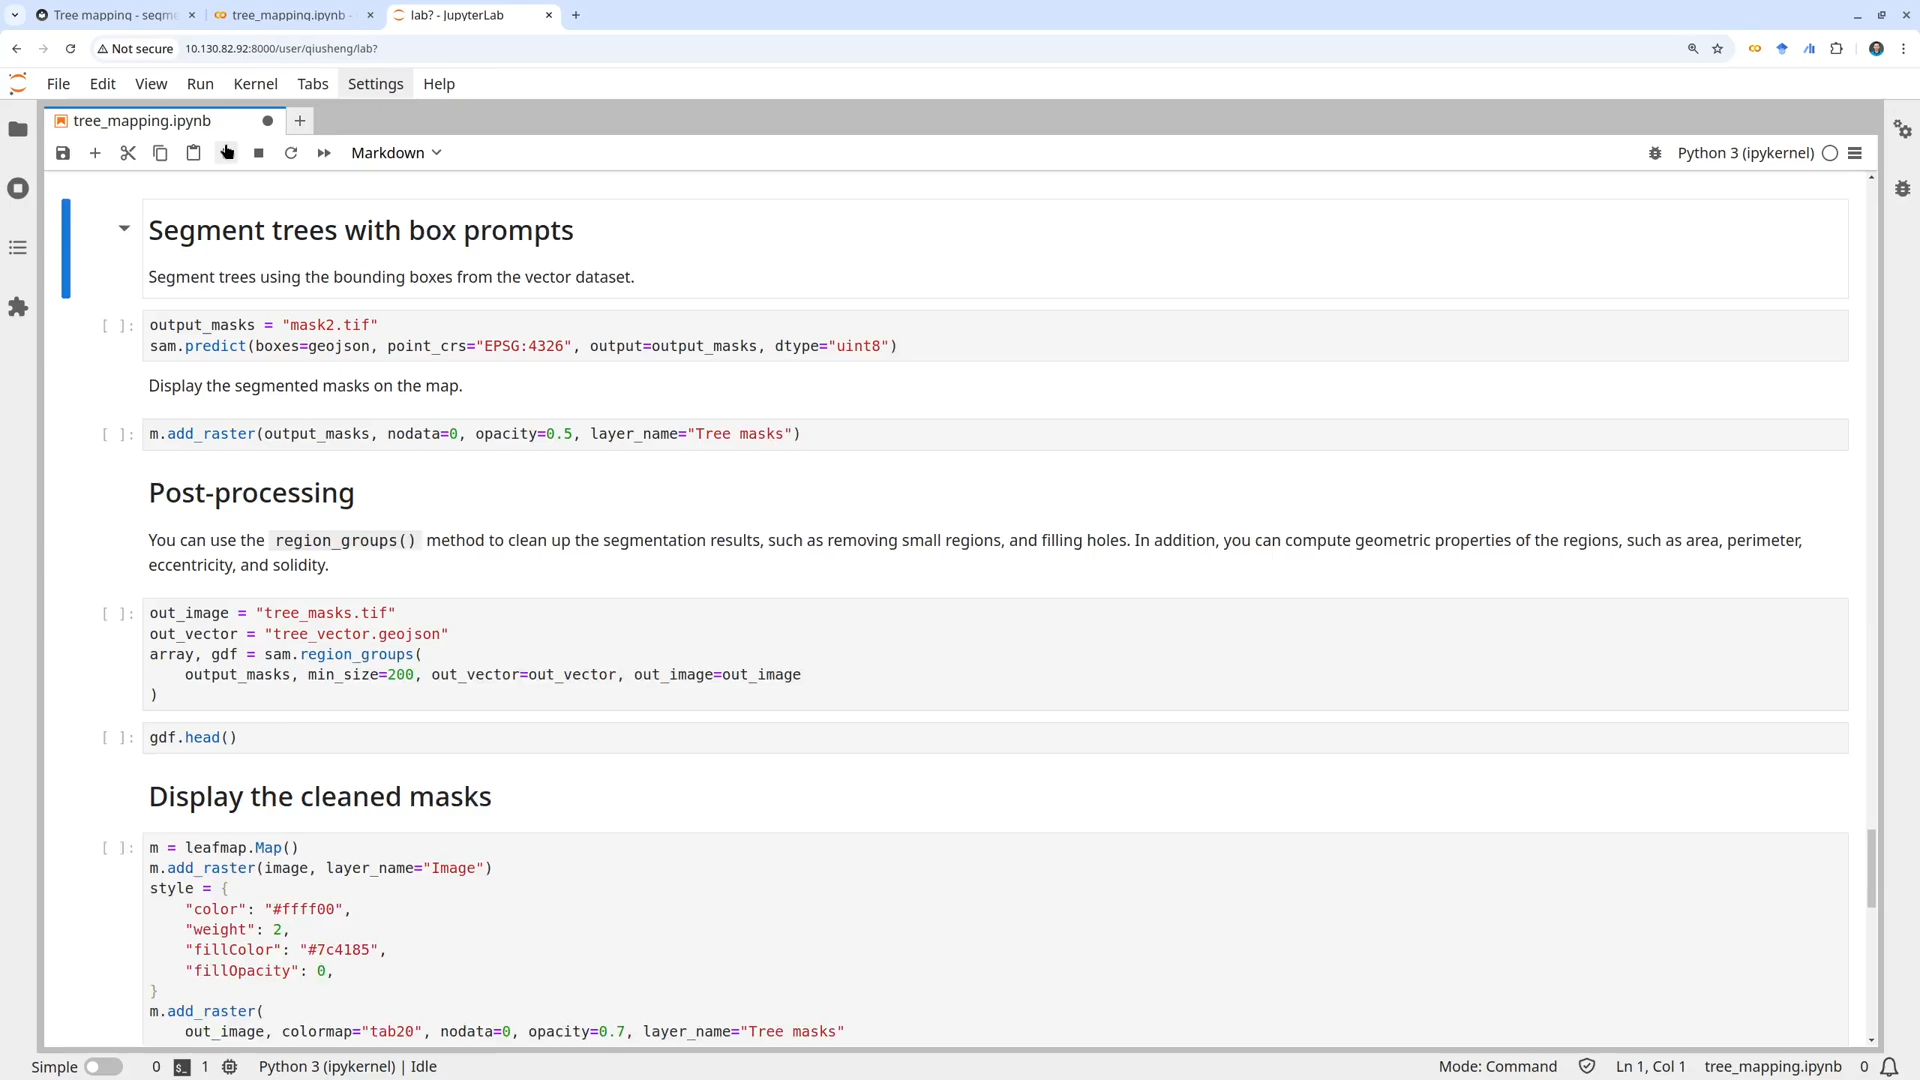 Tree mapping - segme
tree_mapping.ipynb -
lab? - JupyterLab
Not secure
10.130.82.92:8000/user/qiusheng/lab?
File
Edit
View
Run
Kernel
Tabs
Settings
Help
tree_mapping.ipynb
Markdown
Python 3 (ipykernel)
Segment trees with box prompts
Segment trees using the bounding boxes from the vector dataset.
[ ]:
output_masks = "mask2.tif"
sam.predict(boxes=geojson, point_crs="EPSG:4326", output=output_masks, dtype="uint8")
Display the segmented masks on the map.
[ ]:
m.add_raster(output_masks, nodata=0, opacity=0.5, layer_name="Tree masks")
Post-processing
You can use the region_groups() method to clean up the segmentation results, such as removing small regions, and filling holes. In addition, you can compute geometric properties of the regions, such as area, perimeter,
eccentricity, and solidity.
[ ]:
out_image = "tree_masks.tif"
out_vector = "tree_vector.geojson"
array, gdf = sam.region_groups(
output_masks, min_size=200, out_vector=out_vector, out_image=out_image
)
[ ]:
gdf.head()
Display the cleaned masks
[ ]:
m = leafmap.Map()
m.add_raster(image, layer_name="Image")
style = {
"color": "#ffff00",
"weight": 2,
"fillColor": "#7c4185",
"fillOpacity": 0,
}
m.add_raster(
out_image, colormap="tab20", nodata=0, opacity=0.7, layer_name="Tree masks"
Simple
0
1
Python 3 (ipykernel) | Idle
Mode: Command
Ln 1, Col 1
tree_mapping.ipynb
0